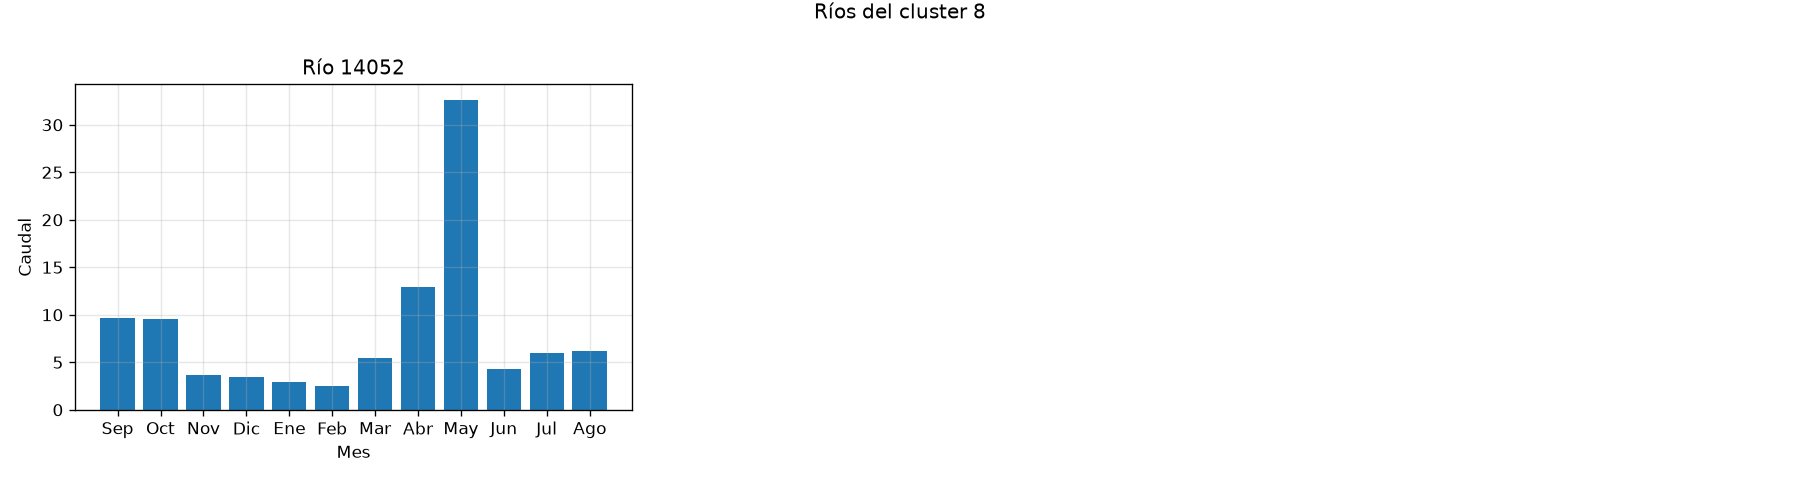 Ríos del cluster 8
Río 14052
30
25
20
15
10
5
0
Caudal
Sep Oct Nov Dic Ene Feb Mar Abr May Jun Jul Ago
Mes